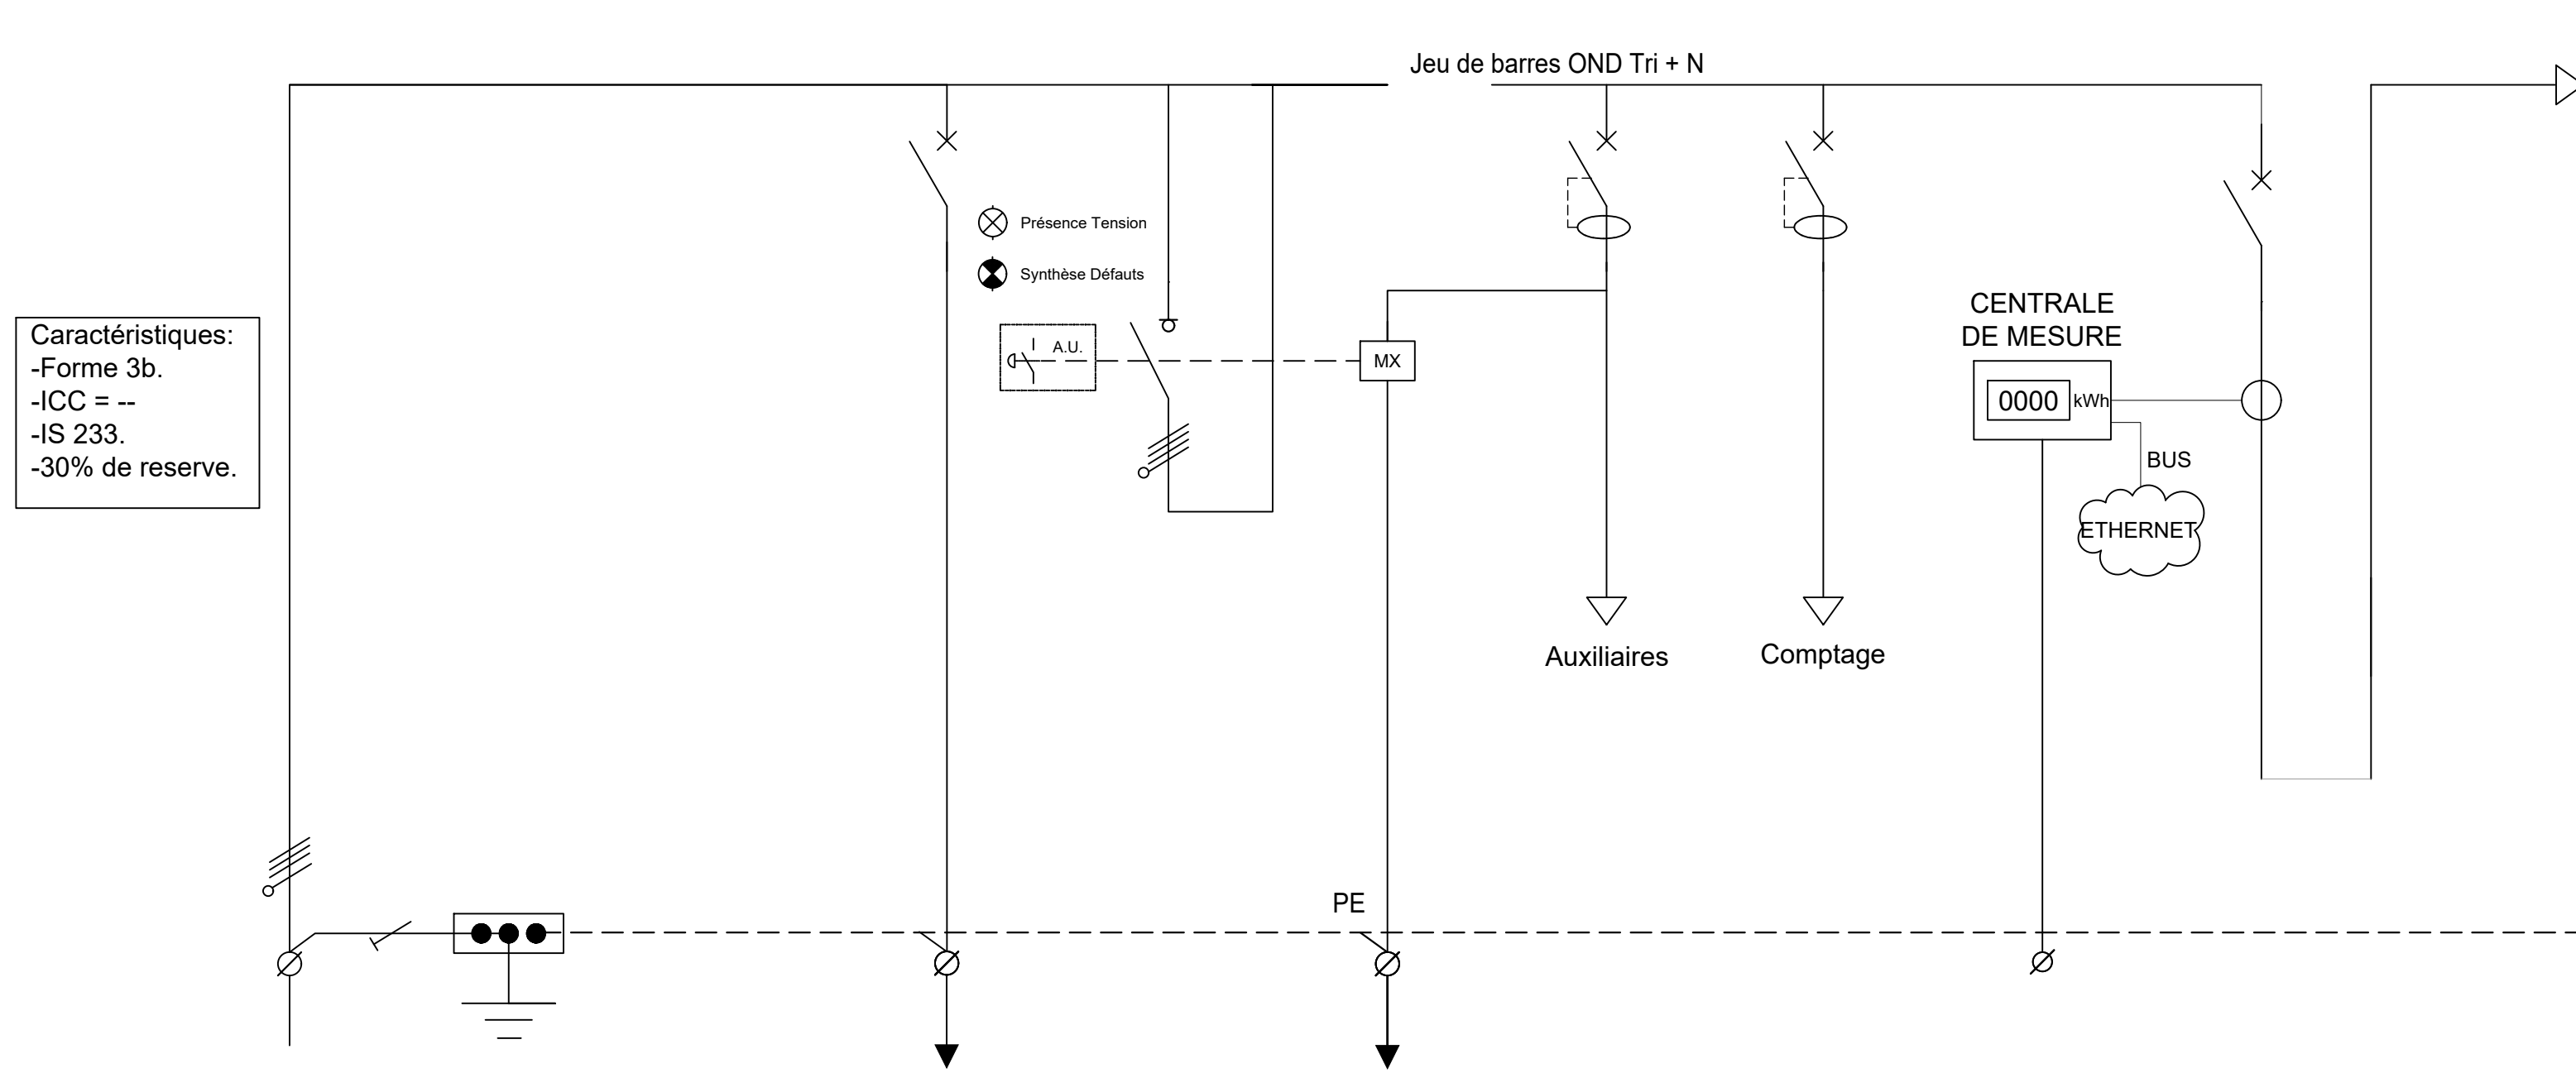 Jeu de barres OND Tri + N
Présence Tension
Synthèse Défauts
Caractéristiques:
-Forme 3b.
-ICC = --
-IS 233.
-30% de reserve.
A.U.
MX
CENTRALE
DE MESURE
0000 kWh
BUS
ETHERNET
Auxiliaires
Comptage
PE